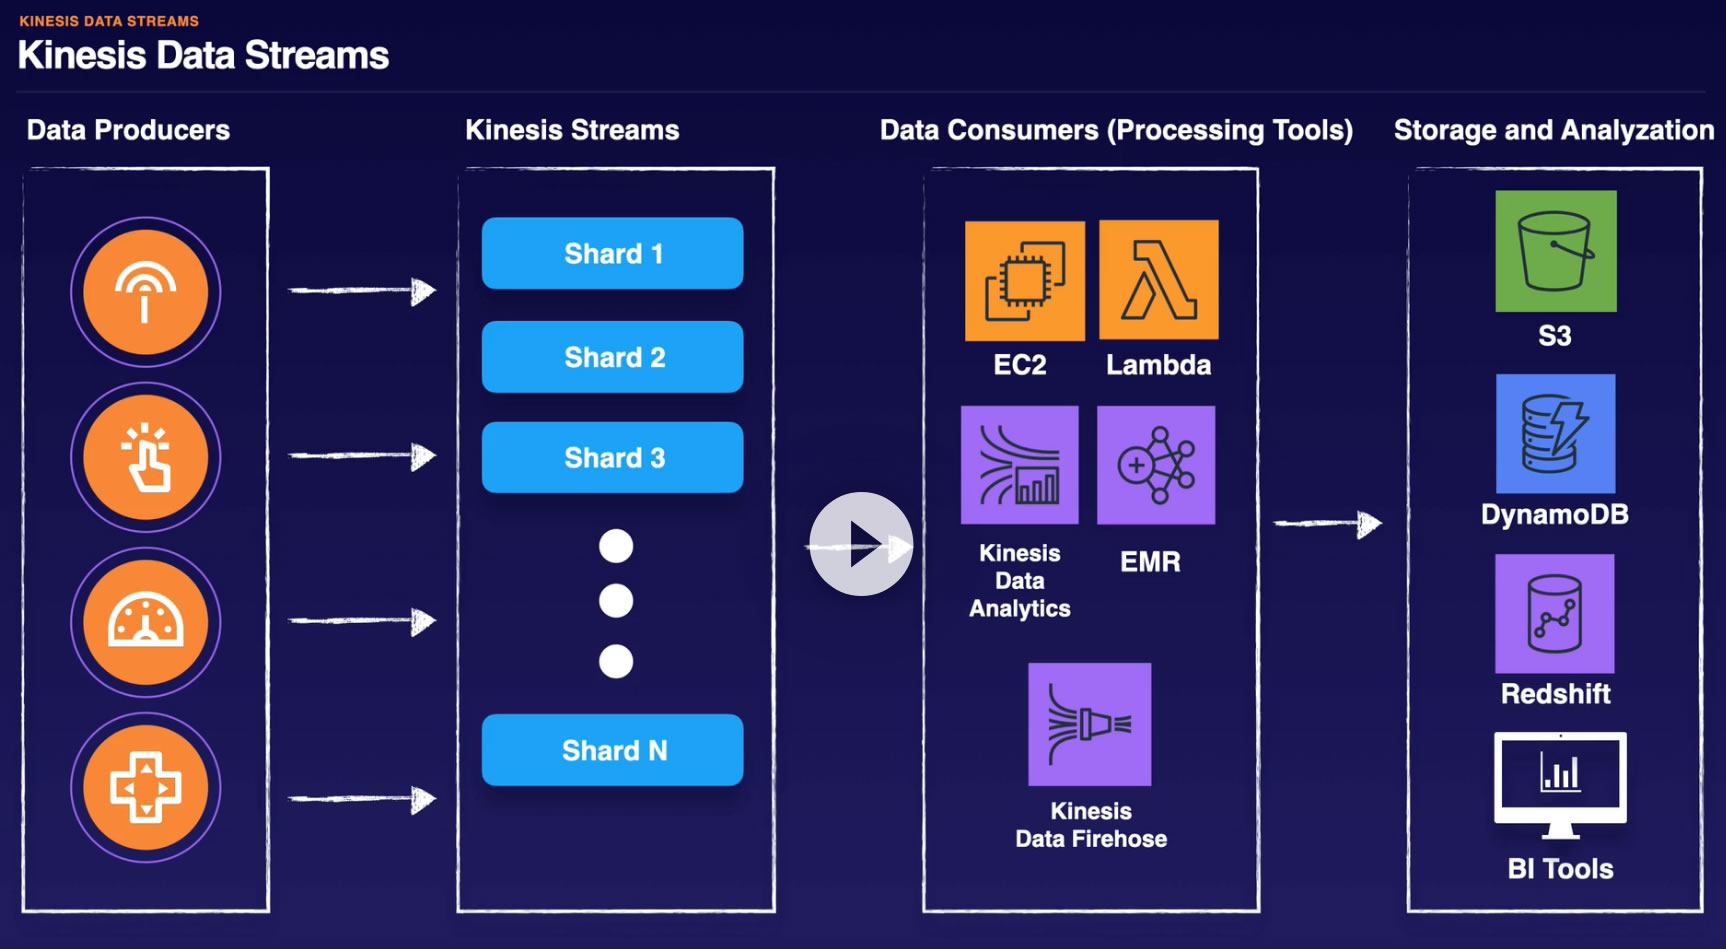 KINESIS DATA STREAMS
Kinesis Data Streams
Data Producers
Kinesis Streams
Shard 1
Shard 2
Shard 3
Shard N
Data Consumers (Processing Tools)
EC2
Lambda
Kinesis
Data
Analytics
EMR
Kinesis
Data Firehose
Storage and Analyzation
S3
DynamoDB
Redshift
BI Tools